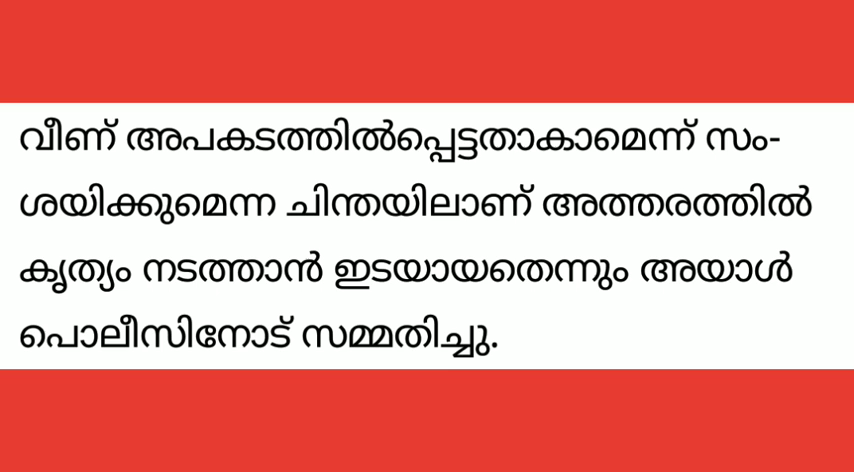 വീണ് അപകടത്തിൽപ്പെട്ടതാകാമെന്ന് സം-
ശയിക്കുമെന്ന ചിന്തയിലാണ് അത്തരത്തിൽ
കൃത്യം നടത്താൻ ഇടയായതെന്നും അയാൾ
പൊലീസിനോട് സമ്മതിച്ചു.